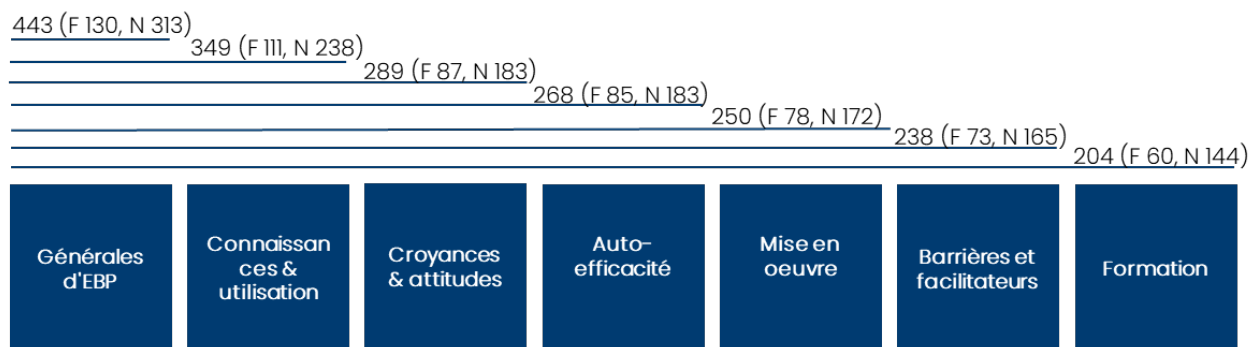 443 (F 130, N 313)
349 (F 111, N 238)
289 (F 87, N 183)
268 (F 85, N 183)
250 (F 78, N 172)
238 (F 73, N 165)
204 (F 60, N 144)
Générales
d'EBP
Connaissan
ces &
utilisation
Croyances
& attitudes
Auto-
efficacité
Mise en
oeuvre
Barrières et
facilitateurs
Formation